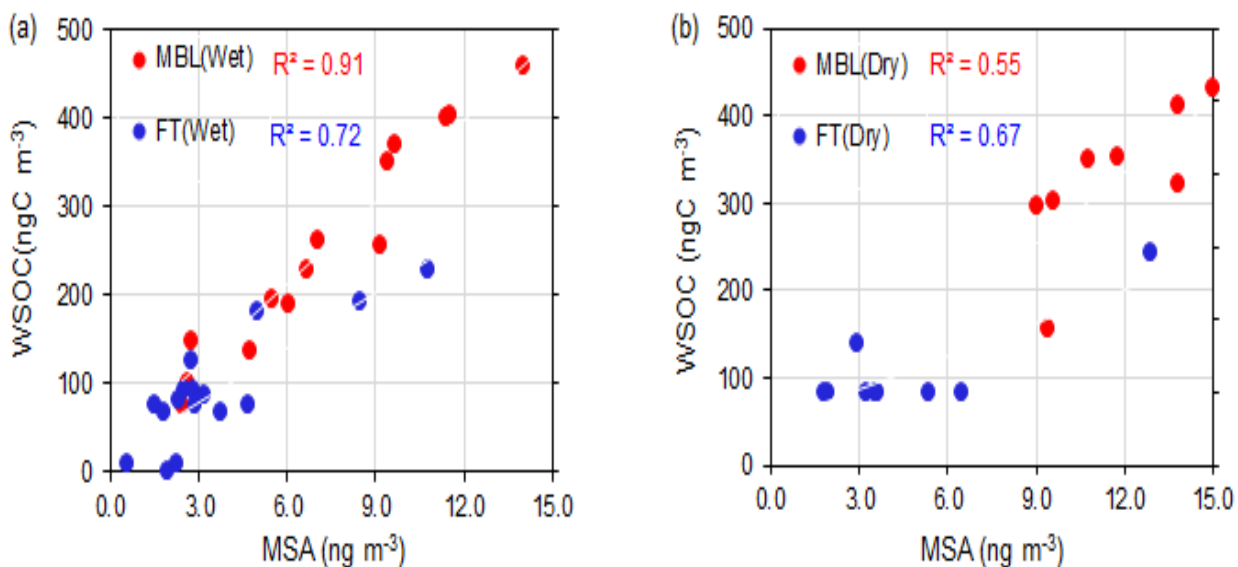 (a)
500
400
300
200
100
0
WSOC(ngC m-3)
MBL(Wet) R² = 0.91
FT(Wet) R² = 0.72
0.0 3.0 6.0 9.0 12.0 15.0
MSA (ng m-3)
(b)
500
400
300
200
100
0
WSOC (ngC m-3)
MBL(Dry) R² = 0.55
FT(Dry) R² = 0.67
0.0 3.0 6.0 9.0 12.0 15.0
MSA (ng m-3)